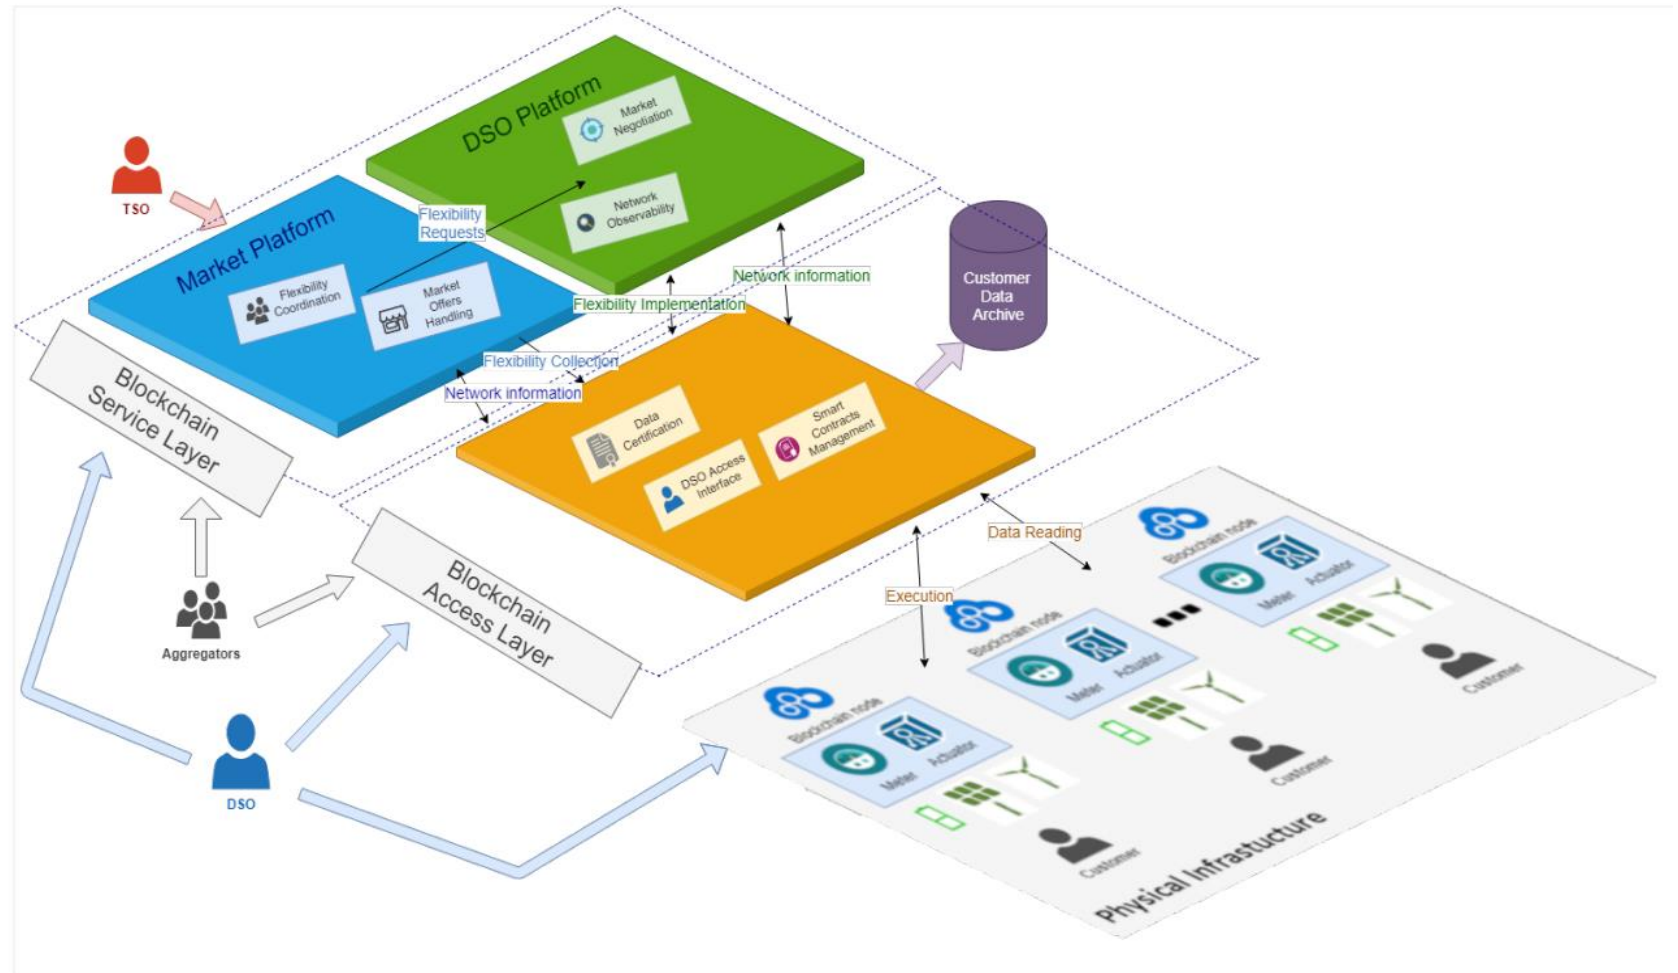 DSO Platform
Market
Negotiation
Network
Observability
TSO
Market Platform
Flexibility
Requests
Flexibility
Coordination
Market
Offers
Handling
Network information
Flexibility Implementation
Customer
Data
Archive
Flexibility Collection
Network information
Blockchain
Service Layer
Data
Certification
Smart
Contracts
Management
DSO Access
Interface
Data Reading
Execution
Blockchain
Access Layer
Aggregators
DSO
Blockchain node
Meter
Actuator
Customer
Blockchain node
Meter
Actuator
Customer
Blockchain node
Meter
Actuator
Customer
Physical Infrastucture